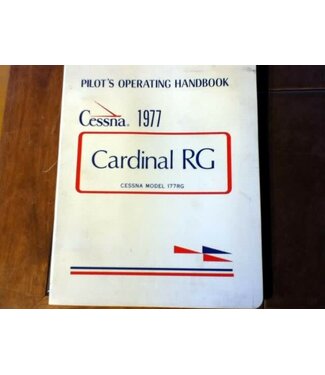 PILOT'S OPERATING HANDBOOK
Cessna. 1977
Cardinal RG
CESSNA MODEL 177RG